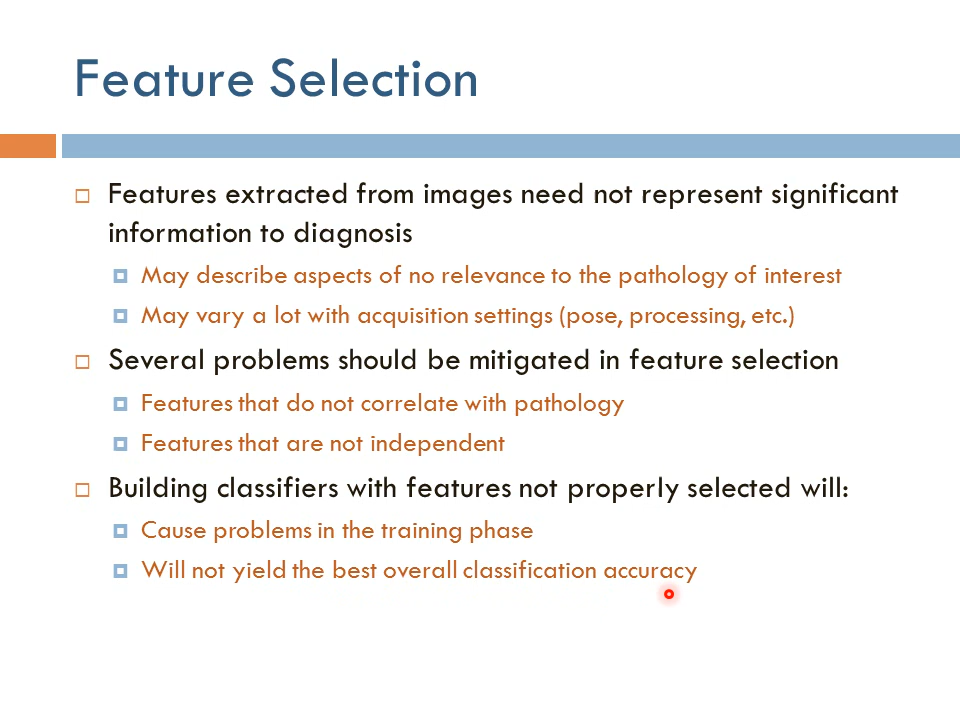 Feature Selection
Features extracted from images need not represent significant
information to diagnosis
May describe aspects of no relevance to the pathology of interest
May vary a lot with acquisition settings (pose, processing, etc.)
Several problems should be mitigated in feature selection
Features that do not correlate with pathology
Features that are not independent
Building classifiers with features not properly selected will:
Cause problems in the training phase
Will not yield the best overall classification accuracy